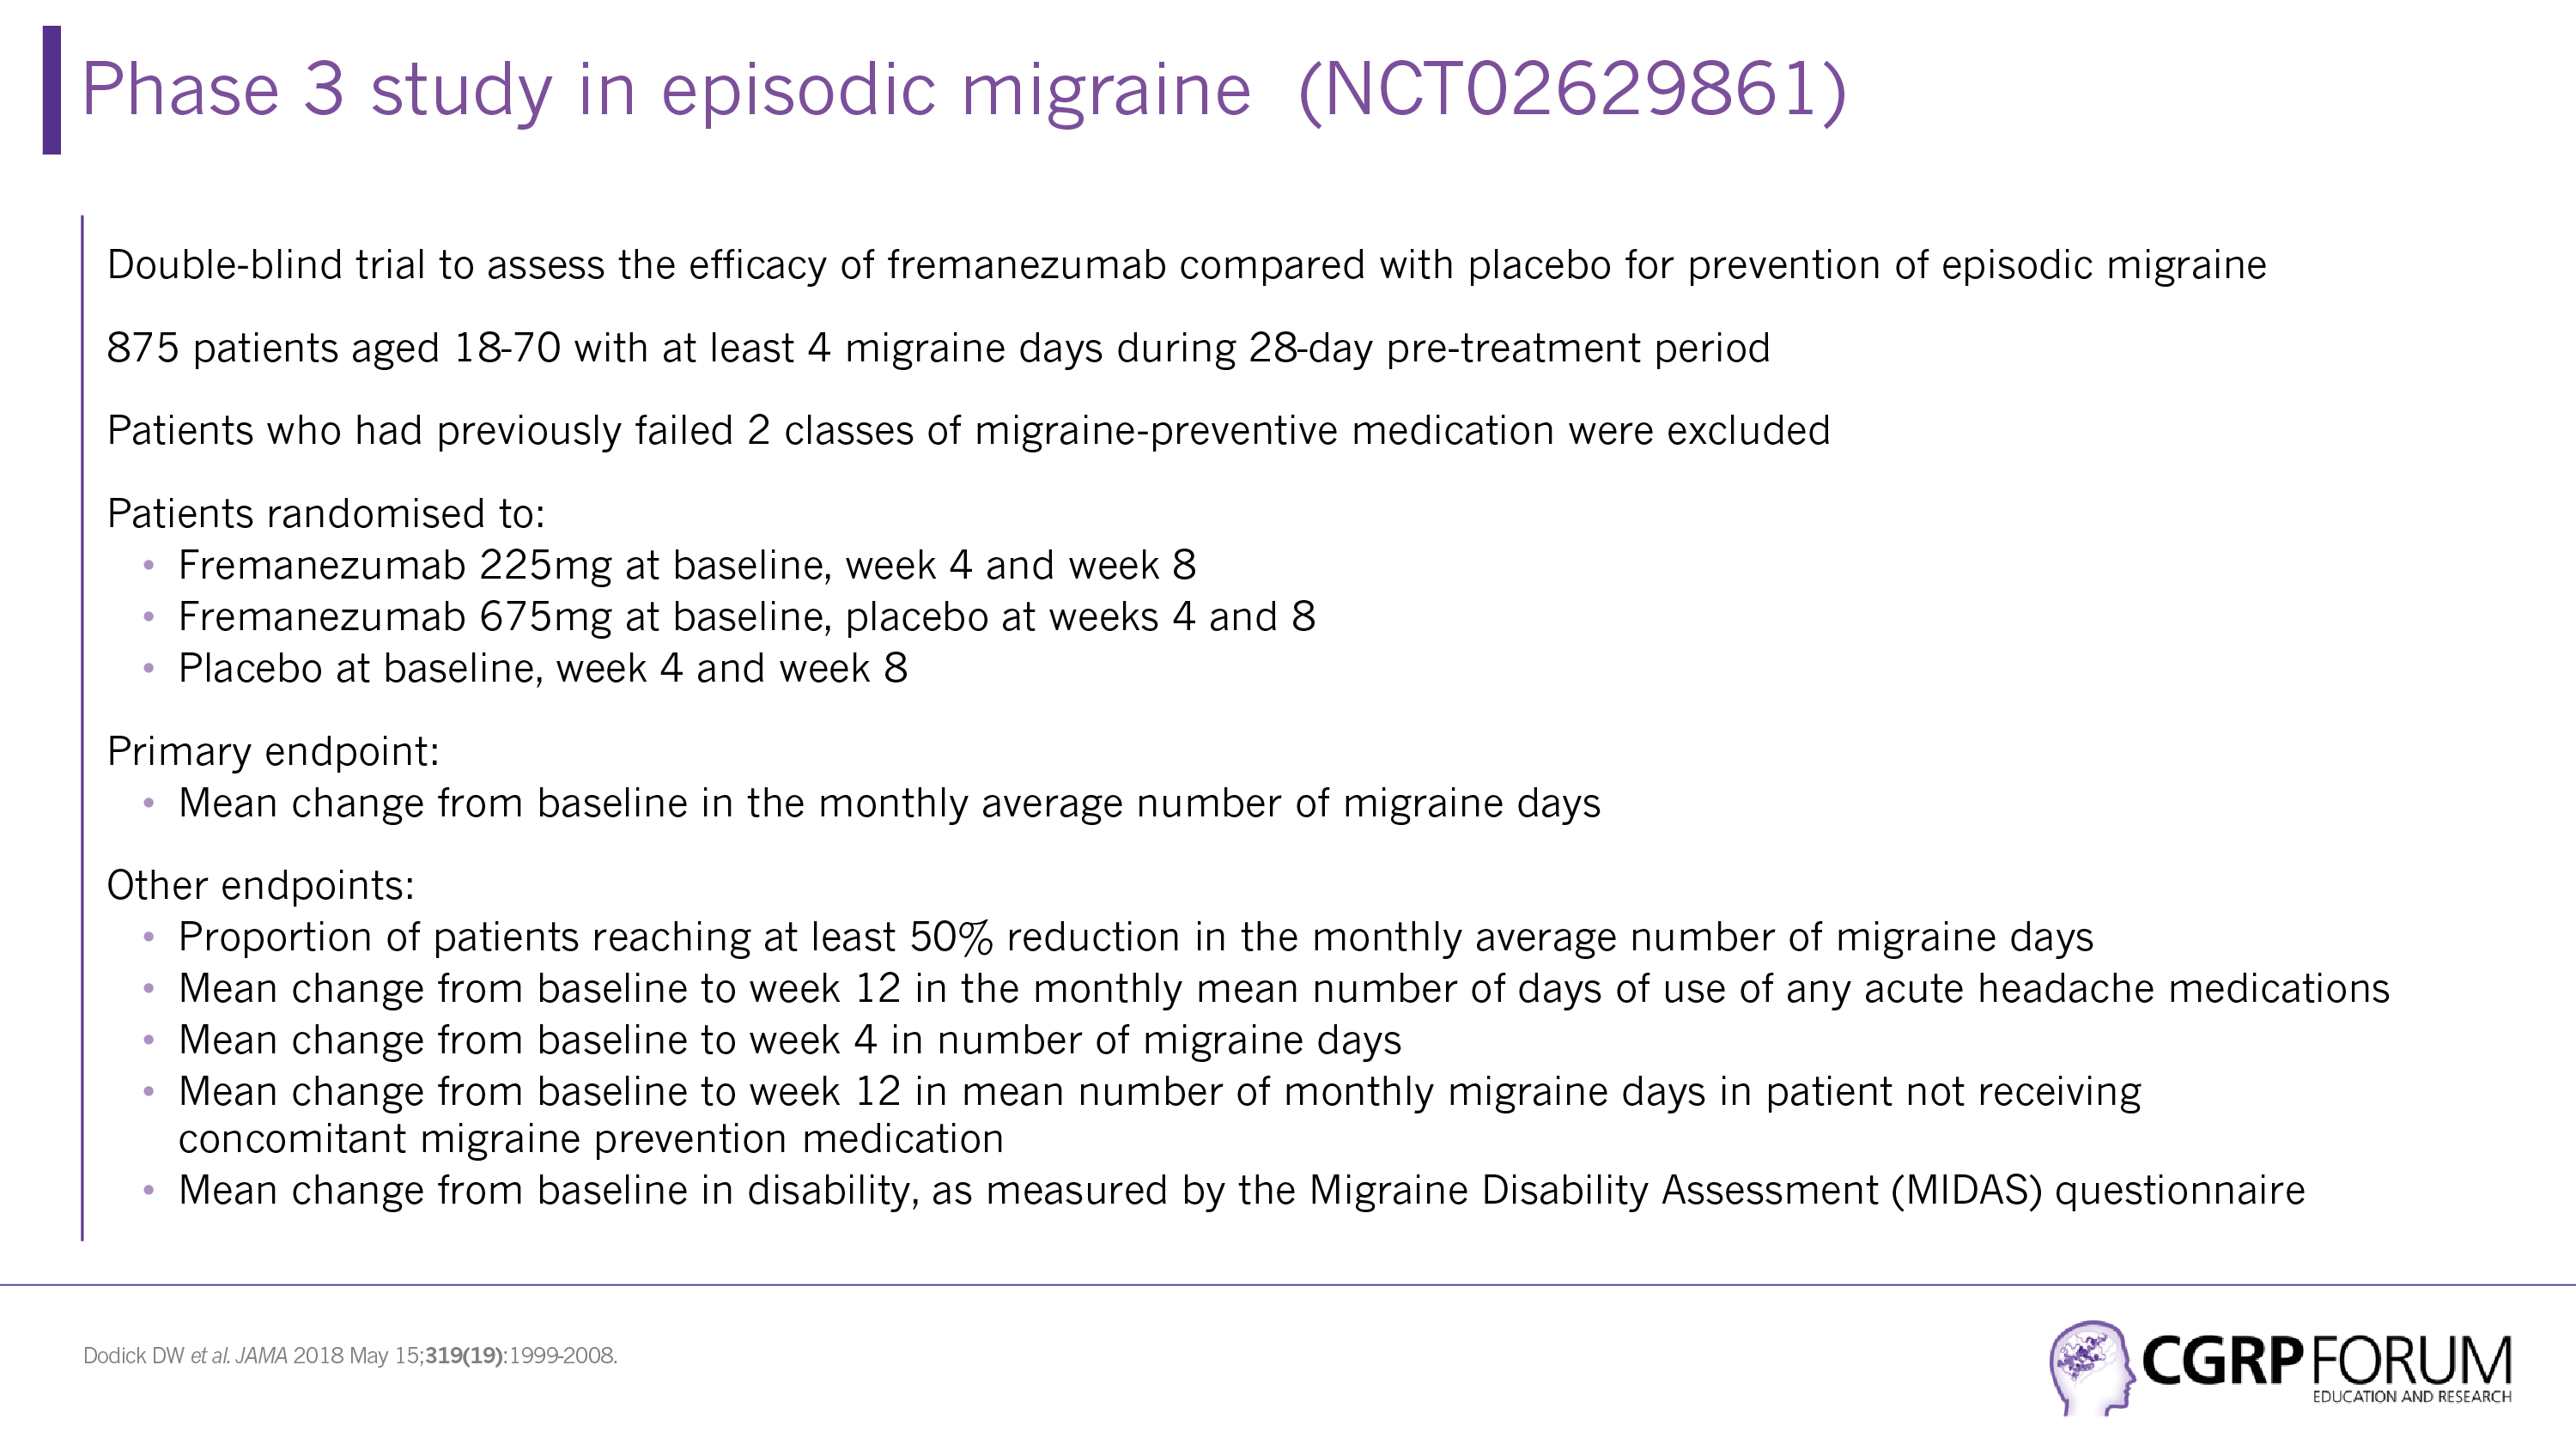 Phase 3 study in episodic migraine (NCT02629861)
Double-blind trial to assess the efficacy of fremanezumab compared with placebo for prevention of episodic migraine
875 patients aged 18-70 with at least 4 migraine days during 28-day pre-treatment period
Patients who had previously failed 2 classes of migraine-preventive medication were excluded
Patients randomised to:
• Fremanezumab 225mg at baseline, week 4 and week 8
• Fremanezumab 675mg at baseline, placebo at weeks 4 and 8
• Placebo at baseline, week 4 and week 8
Primary endpoint:
• Mean change from baseline in the monthly average number of migraine days
Other endpoints:
• Proportion of patients reaching at least 50% reduction in the monthly average number of migraine days
• Mean change from baseline to week 12 in the monthly mean number of days of use of any acute headache medications
• Mean change from baseline to week 4 in number of migraine days
• Mean change from baseline to week 12 in mean number of monthly migraine days in patient not receiving
concomitant migraine prevention medication
• Mean change from baseline in disability, as measured by the Migraine Disability Assessment (MIDAS) questionnaire
Dodick DW et al. JAMA 2018 May 15;319(19):1999-2008.
CGRP FORUM
EDUCATION AND RESEARCH